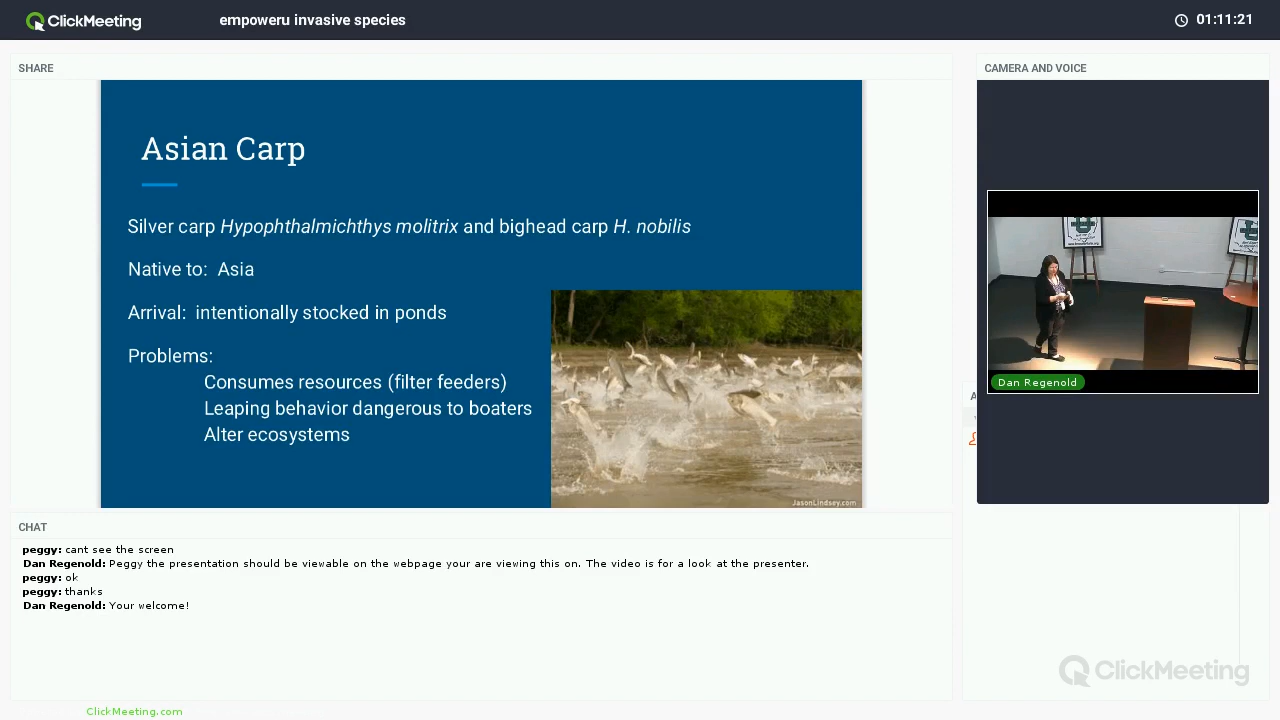 ClickMeeting
empoweru invasive species
01:11:21
SHARE
Asian Carp
Silver carp Hypophthalmichthys molitrix and bighead carp H. nobilis
Native to: Asia
Arrival: intentionally stocked in ponds
Problems:
Consumes resources (filter feeders)
Leaping behavior dangerous to boaters
Alter ecosystems
JasonLindsey.com
CAMERA AND VOICE
Dan Regenold
CHAT
peggy: cant see the screen
Dan Regenold: Peggy the presentation should be viewable on the webpage your are viewing this on. The video is for a look at the presenter.
peggy: ok
peggy: thanks
Dan Regenold: Your welcome!
ClickMeeting
ClickMeeting.com